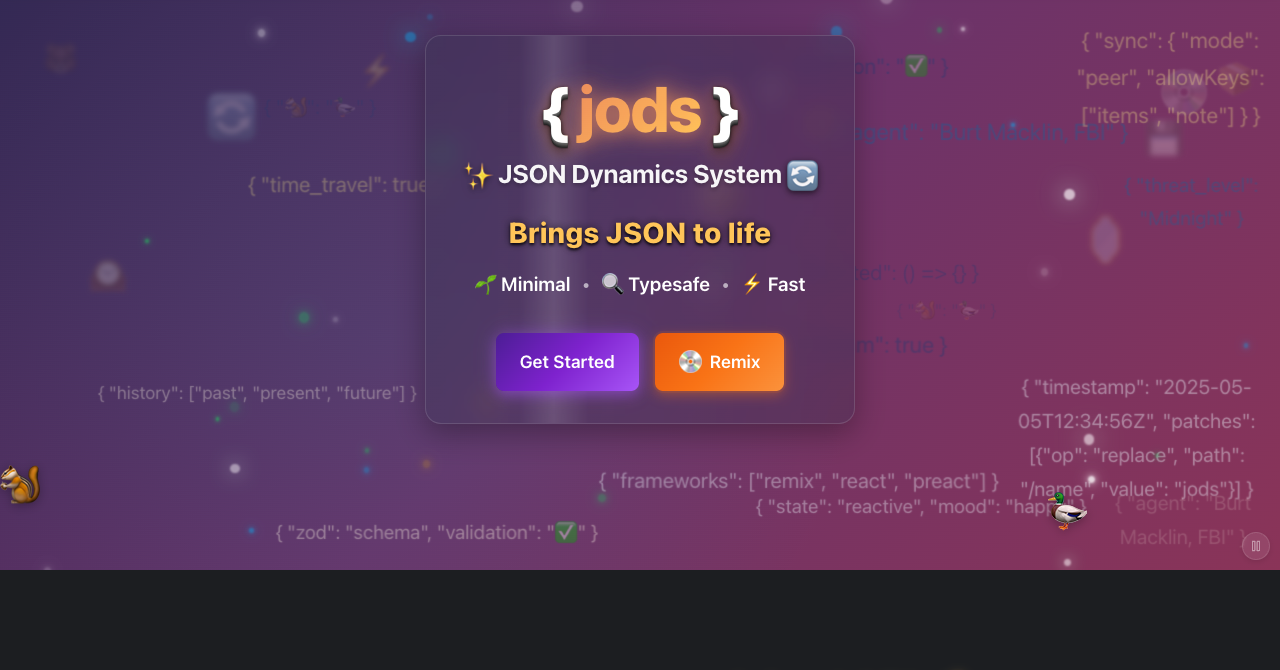 { jods }
✨ JSON Dynamics System 🔄
Brings JSON to life
🌱 Minimal • 🔍 Typesafe • ⚡ Fast
Get Started
💿 Remix
{ "sync": { "mode":
"peer", "allowKeys":
["items", "note"] } }
on": "✅" }
agent": "Burt Macklin, FBI" }
{ "time_travel": true
"Midnight" }
ed": () => {} }
m": true }
{ "history": ["past", "present", "future"] }
{ "timestamp": "2025-05-
05T12:34:56Z", "patches":
[{"op": "replace", "path":
"/name", "value": "jods"}] }
{ "frameworks": ["remix", "react", "preact"] }
{ "state": "reactive", "mood": "happy" }
{ "agent": "Burt
Macklin, FBI" }
{ "zod": "schema", "validation": "✅" }